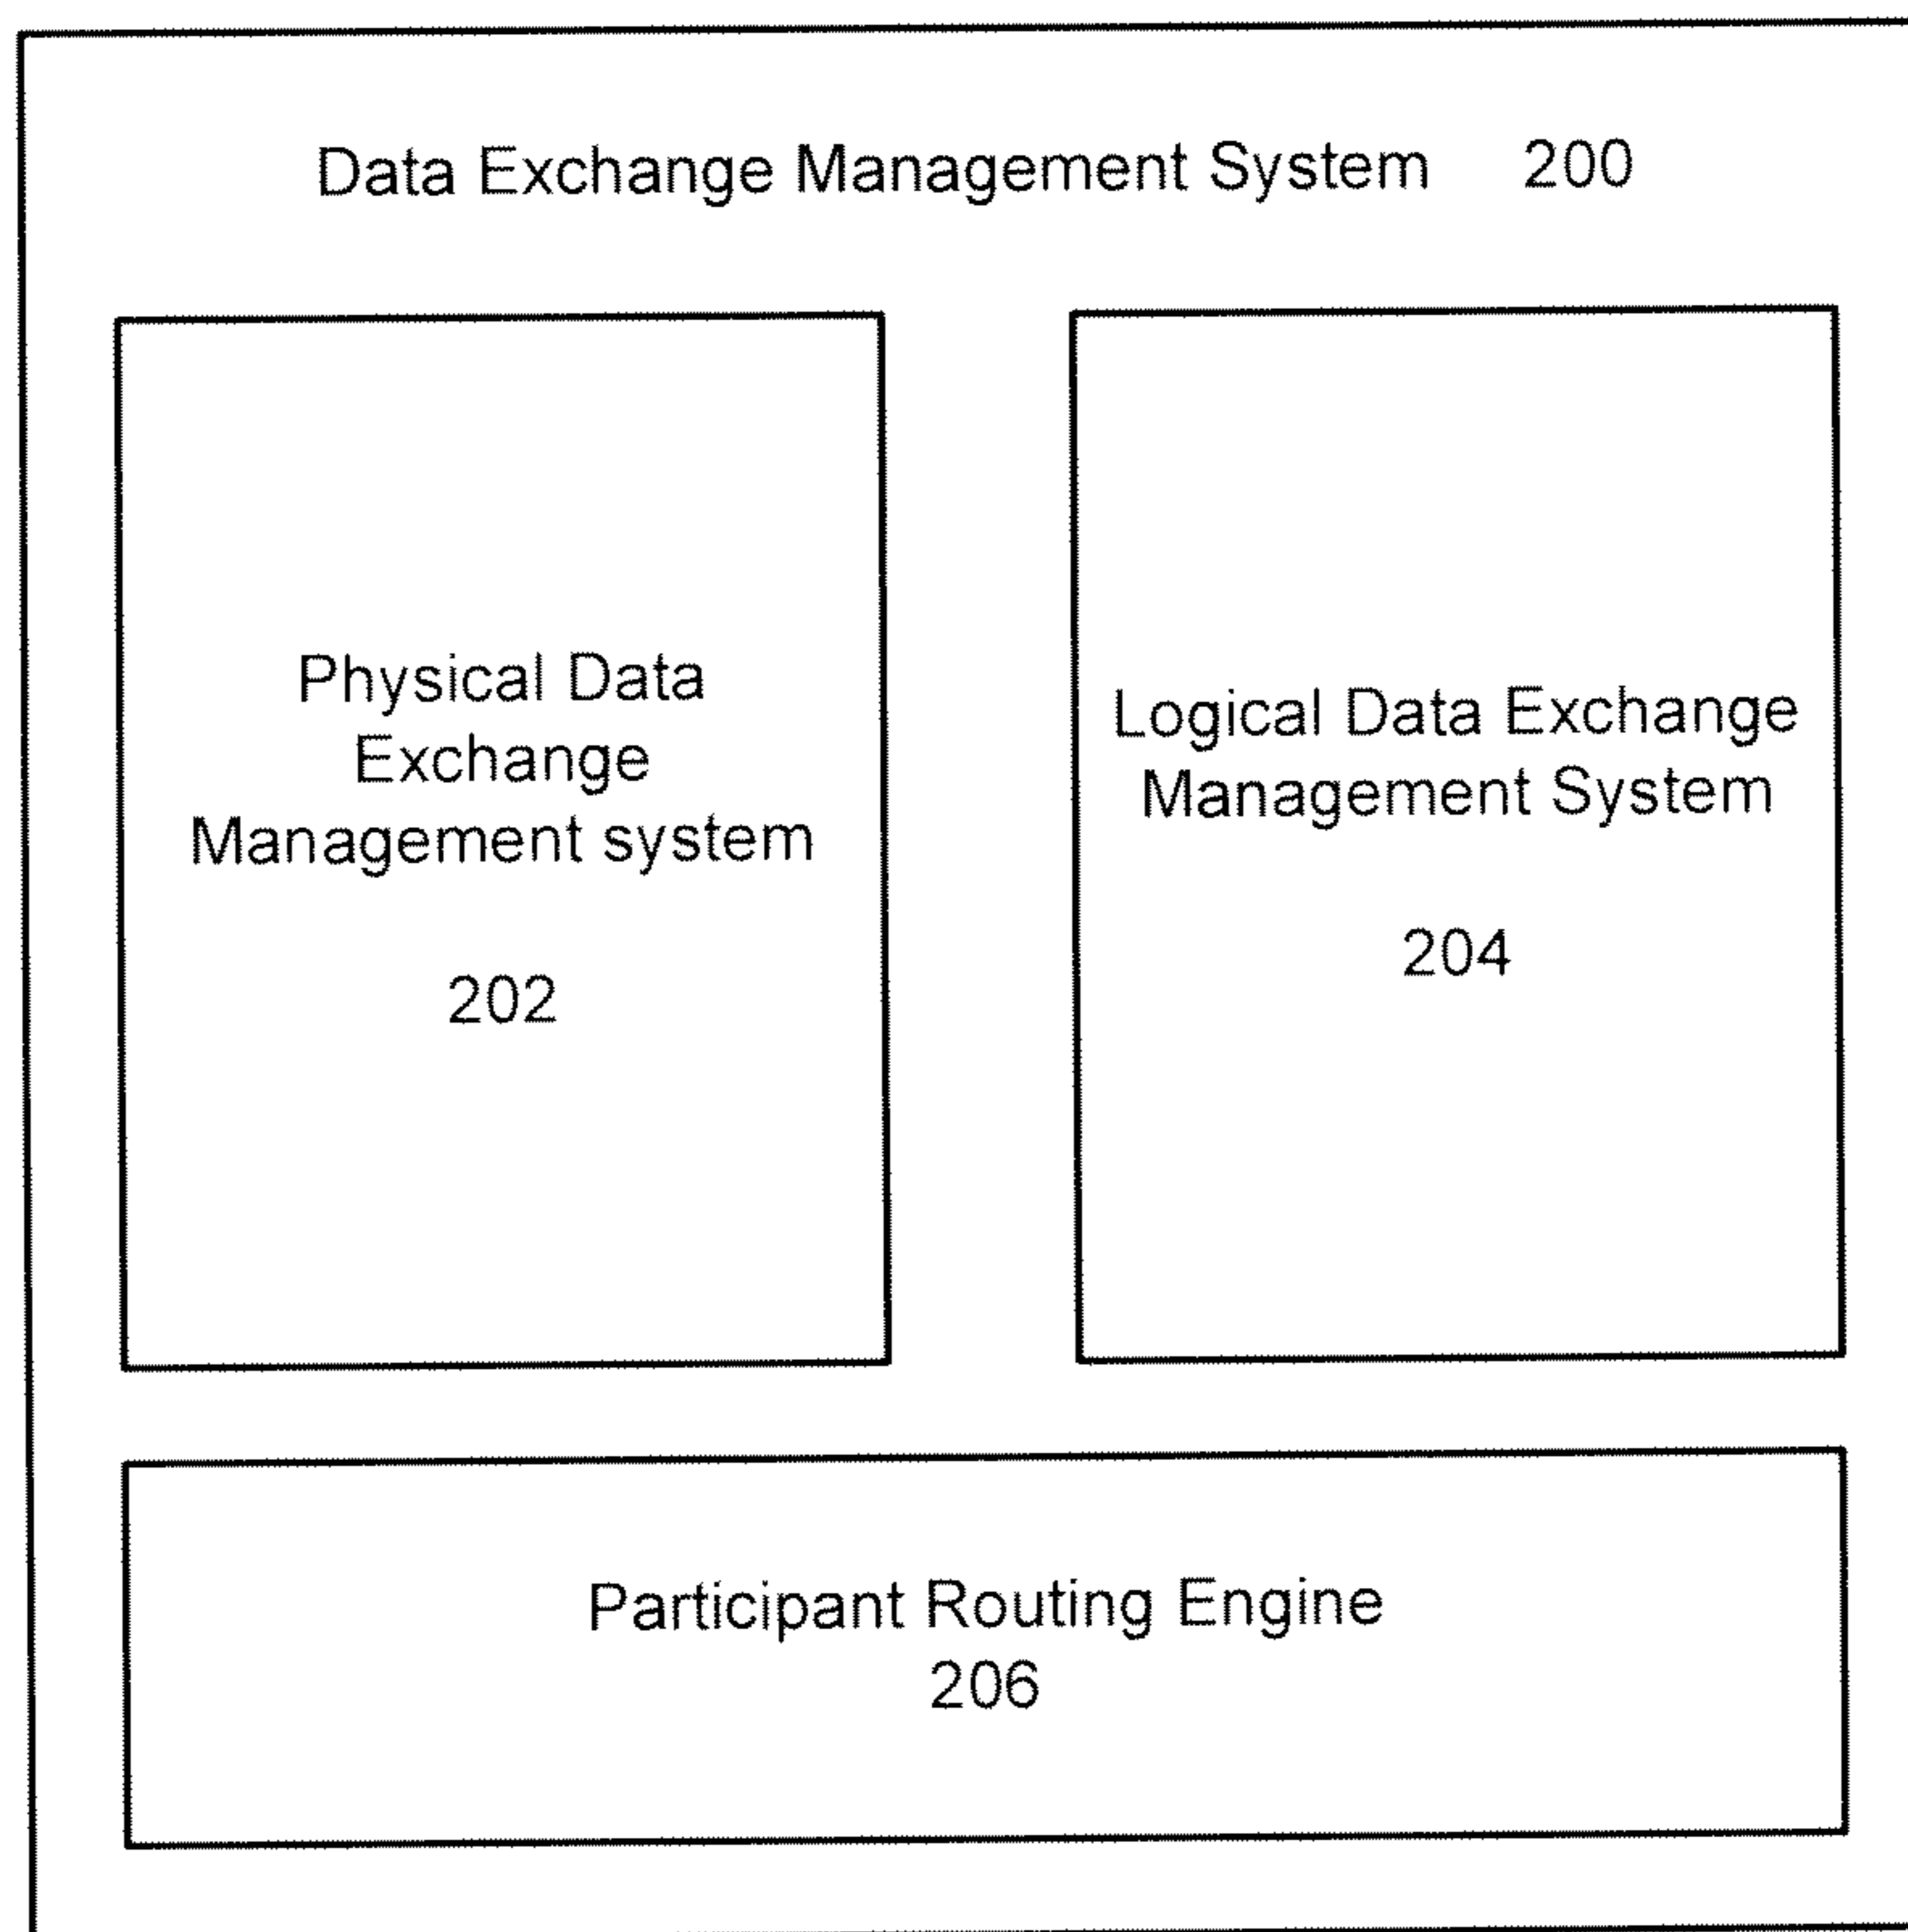 Data Exchange Management System 200
Physical Data
Exchange
Management system
202
Logical Data Exchange
Management System
204
Participant Routing Engine
206